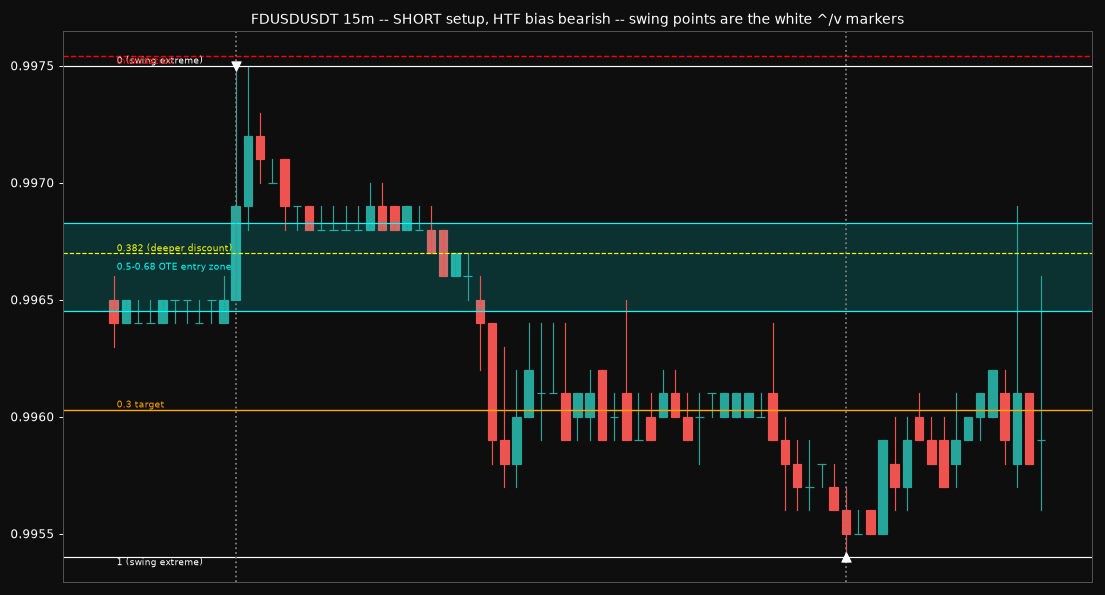 FDUSDUSDT 15m -- SHORT setup, HTF bias bearish -- swing points are the white ^/v markers
0 (swing extreme)
0.9975
0.9970
0.382 (deeper discount)
0.5-0.68 OTE entry zone
0.9965
0.3 target
0.9960
0.9955
1 (swing extreme)